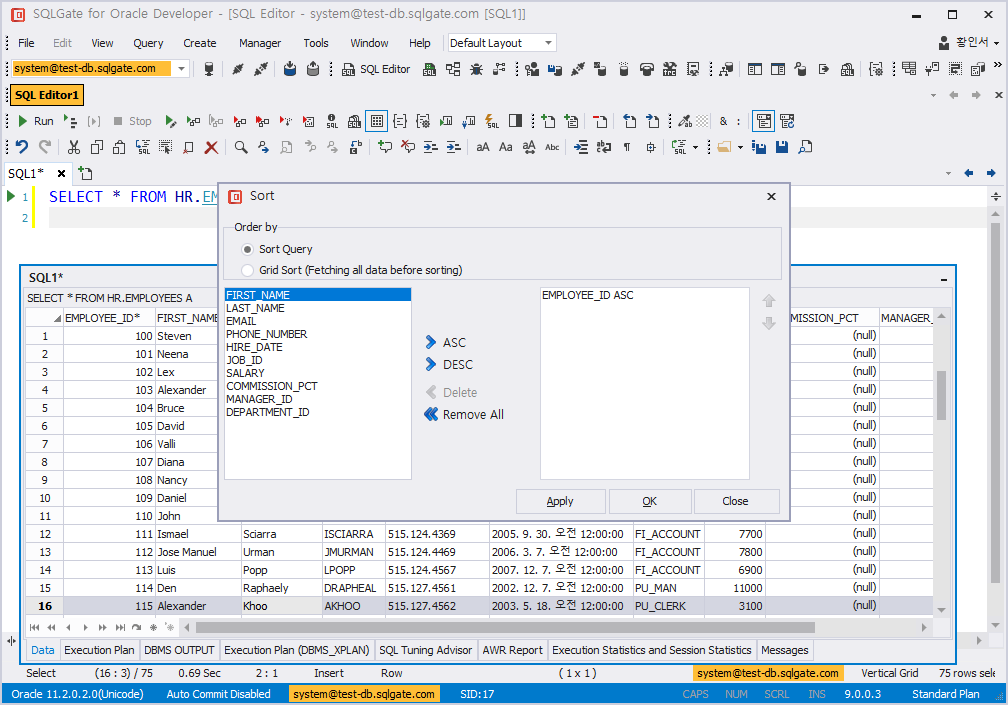 SQLGate for Oracle Developer - [SQL Editor - system@test-db.sqlgate.com [SQL1]]
File Edit View Query Create Manager Tools Window Help Default Layout 황인서
system@test-db.sqlgate.com SQL Editor
SQL Editor1
Run Stop
SQL1*
1 SELECT * FROM HR.EM
2
Sort
Order by
Sort Query
Grid Sort (Fetching all data before sorting)
FIRST_NAME
LAST_NAME
EMAIL
PHONE_NUMBER
HIRE_DATE
JOB_ID
SALARY
COMMISSION_PCT
MANAGER_ID
DEPARTMENT_ID
ASC
DESC
Delete
Remove All
EMPLOYEE_ID ASC
Apply OK Close
SQL1*
SELECT * FROM HR.EMPLOYEES A
EMPLOYEE_ID* FIRST_NAME MISSION_PCT MANAGER_
1 100 Steven (null)
2 101 Neena (null)
3 102 Lex (null)
4 103 Alexander (null)
5 104 Bruce (null)
6 105 David (null)
7 106 Valli (null)
8 107 Diana (null)
9 108 Nancy (null)
10 109 Daniel (null)
11 110 John (null)
12 111 Ismael Sciarra ISCIARRA 515.124.4369 2005. 9. 30. 오전 12:00:00 FI_ACCOUNT 7700 (null)
13 112 Jose Manuel Urman JMURMAN 515.124.4469 2006. 3. 7. 오전 12:00:00 FI_ACCOUNT 7800 (null)
14 113 Luis Popp LPOPP 515.124.4567 2007. 12. 7. 오전 12:00:00 FI_ACCOUNT 6900 (null)
15 114 Den Raphaely DRAPHEAL 515.127.4561 2002. 12. 7. 오전 12:00:00 PU_MAN 11000 (null)
16 115 Alexander Khoo AKHOO 515.127.4562 2003. 5. 18. 오전 12:00:00 PU_CLERK 3100 (null)
Data Execution Plan DBMS OUTPUT Execution Plan (DBMS_XPLAN) SQL Tuning Advisor AWR Report Execution Statistics and Session Statistics Messages
Select (16 : 3) / 75 0.69 Sec 2 : 1 Insert Row ( 1 x 1 ) system@test-db.sqlgate.com Vertical Grid 75 rows sele
Oracle 11.2.0.2.0(Unicode) Auto Commit Disabled system@test-db.sqlgate.com SID:17 CAPS NUM SCRL INS 9.0.0.3 Standard Plan